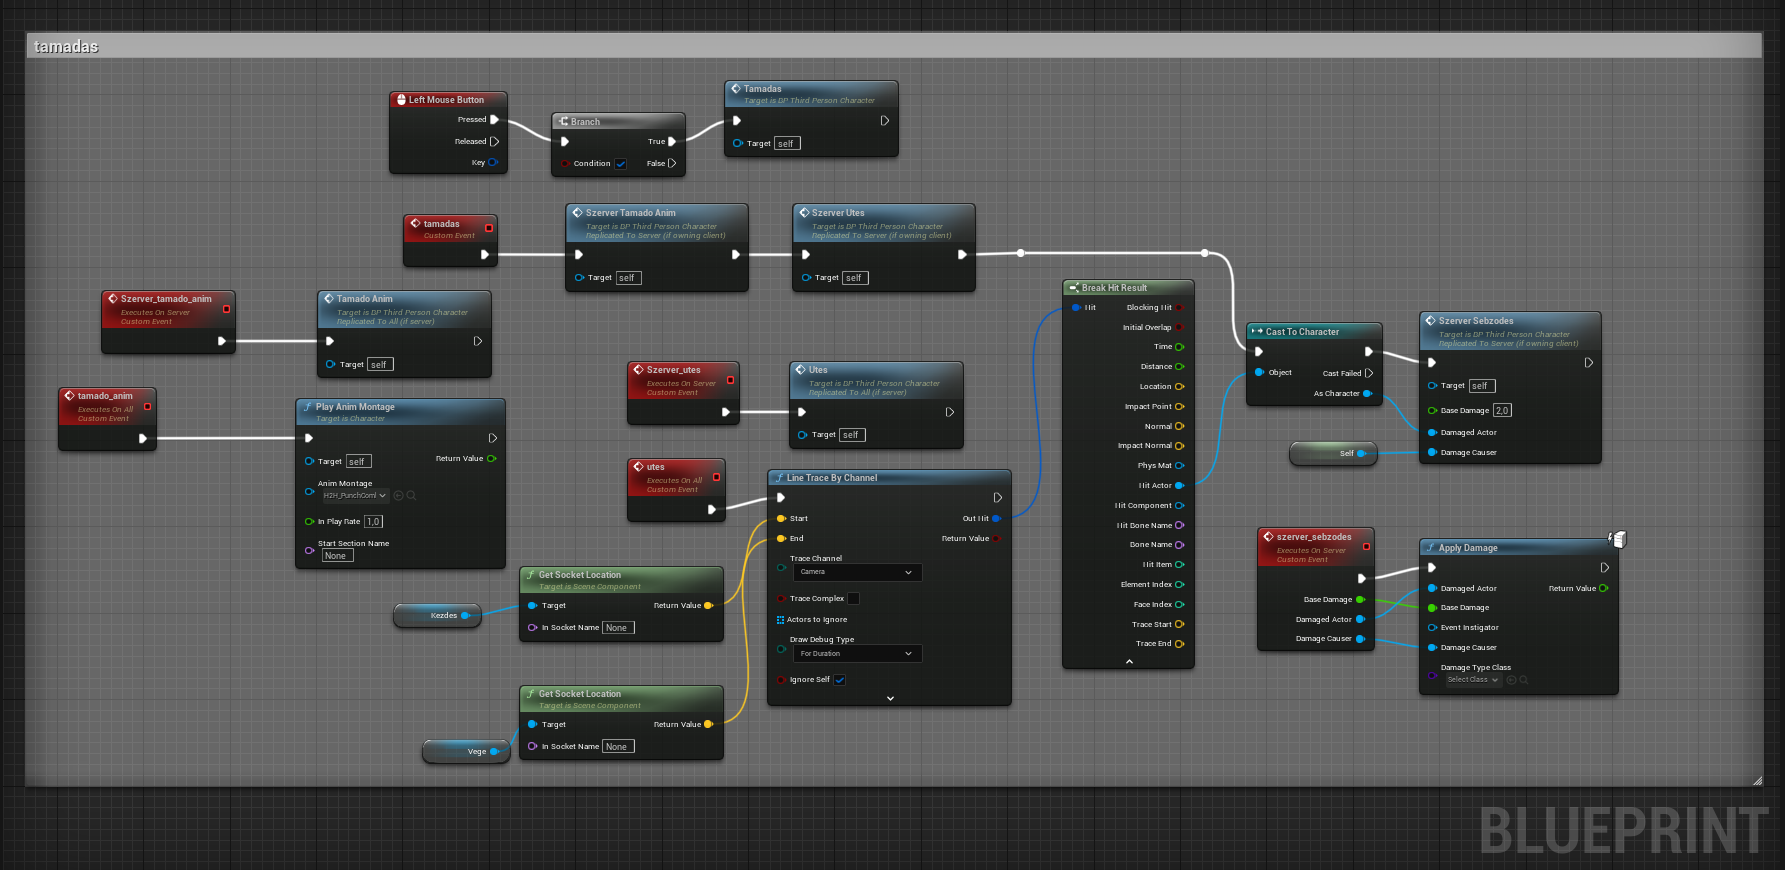 tamadas
Left Mouse Button
Pressed
Released
Key
Branch
True
Condition
False
Tamadas
Target is BP Third Person Character
Target self
tamadas
Custom Event
Szerver Tamado Anim
Target is BP Third Person Character
Replicated To Server (if owning client)
Target self
Szerver Utes
Target is BP Third Person Character
Replicated To Server (if owning client)
Target self
Szerver_tamado_anim
Executes On Server
Custom Event
Tamado Anim
Target is BP Third Person Character
Replicated To All (if server)
Target self
tamado_anim
Executes On All
Custom Event
Play Anim Montage
Target is Character
Target self
Return Value
Anim Montage
H2H_PunchComl
In Play Rate 1,0
Start Section Name
None
Szerver_utes
Executes On Server
Custom Event
Utes
Target is BP Third Person Character
Replicated To All (if server)
Target self
utes
Executes On All
Custom Event
Line Trace By Channel
Start
Out Hit
End
Return Value
Trace Channel
Camera
Trace Complex
Actors to Ignore
Draw Debug Type
For Duration
Ignore Self
Kezdes
Get Socket Location
Target is Scene Component
Target
Return Value
In Socket Name None
Vege
Get Socket Location
Target is Scene Component
Target
Return Value
In Socket Name None
Break Hit Result
Hit
Blocking Hit
Initial Overlap
Time
Distance
Location
Impact Point
Normal
Impact Normal
Phys Mat
Hit Actor
Hit Component
Hit Bone Name
Bone Name
Hit Item
Element Index
Face Index
Trace Start
Trace End
Cast To Character
Object
Cast Failed
As Character
Szerver Sebzodes
Target is BP Third Person Character
Replicated To Server (if owning client)
Target self
Base Damage 2,0
Damaged Actor
Damage Causer
Self
szerver_sebzodes
Executes On Server
Custom Event
Base Damage
Damaged Actor
Damage Causer
Apply Damage
Damaged Actor
Return Value
Base Damage
Event Instigator
Damage Causer
Damage Type Class
Select Class
BLUEPRINT